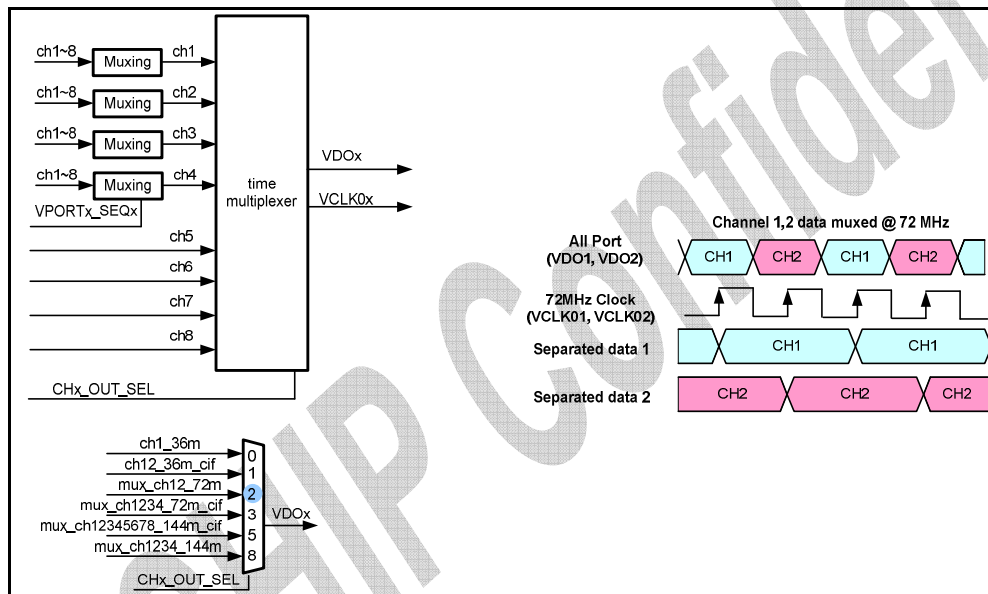 ch1~8 Muxing ch1
ch1~8 Muxing ch2
ch1~8 Muxing ch3
ch1~8 Muxing ch4
VPORTx_SEQx
ch5
ch6
ch7
ch8
CHx_OUT_SEL
time
multiplexer
VDOx
VCLK0x
Channel 1,2 data muxed @ 72 MHz
All Port
(VDO1, VDO2)
CH1 CH2 CH1 CH2
72MHz Clock
(VCLK01, VCLK02)
Separated data 1
CH1 CH1
Separated data 2
CH2 CH2 CH2
ch1_36m 0
ch12_36m_cif 1
mux_ch12_72m 2
mux_ch1234_72m_cif 3
mux_ch12345678_144m_cif 5
mux_ch1234_144m 8
VDOx
CHx_OUT_SEL